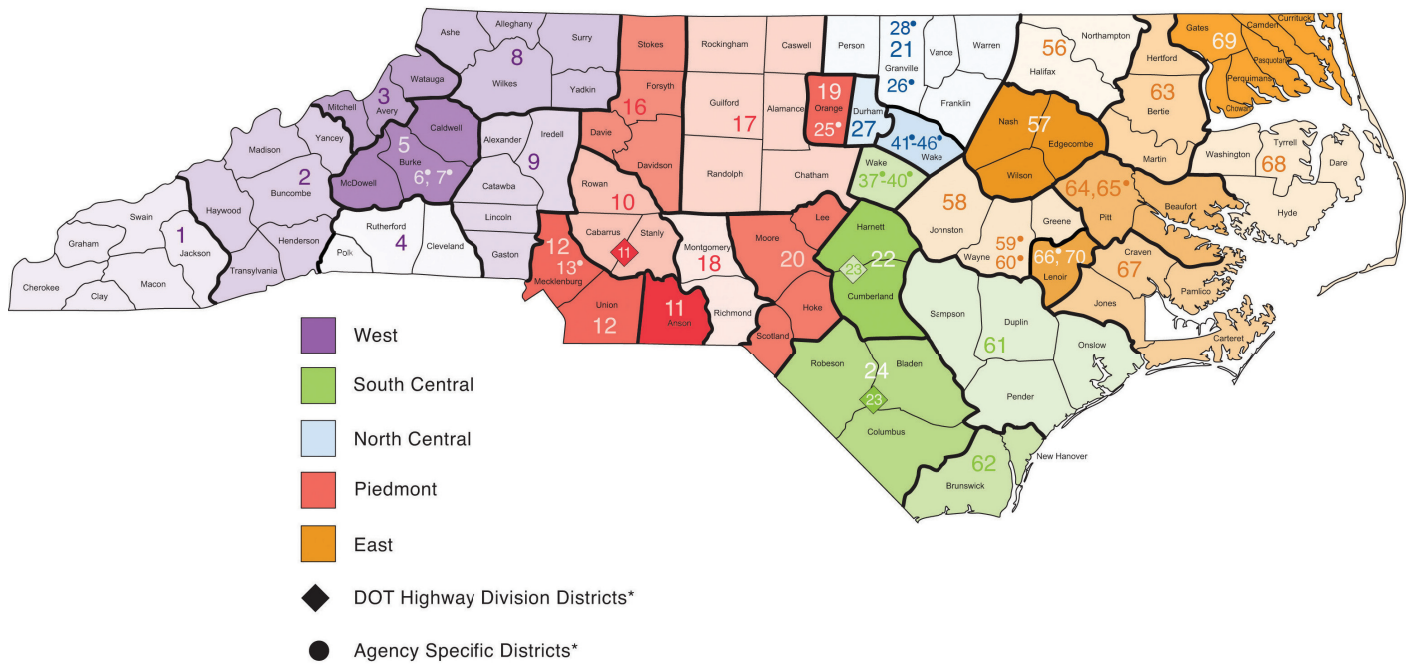 Ashe
Alleghany
Surry
8
Wilkes
Yadkin
Watauga
3
Avery
Mitchell
Yancey
Madison
2
Buncombe
Haywood
Henderson
Transylvania
Swain
Graham
1
Jackson
Macon
Cherokee
Clay
5
Caldwell
Burke
6•, 7•
McDowell
Rutherford
Polk
4
Cleveland
Alexander
Iredell
9
Catawba
Lincoln
Gaston
Stokes
Forsyth
16
Davie
Davidson
Rowan
10
Cabarrus
Stanly
11
12
13•
Mecklenburg
Union
12
11
Anson
Rockingham
Caswell
Guilford
Alamance
17
Randolph
Chatham
Montgomery
18
Richmond
Moore
Lee
20
Hoke
Scotland
Person
28•
21
Granville
26•
Vance
Warren
Franklin
19
Orange
25•
Durham
27
41•-46•
Wake
Wake
37•-40•
Harnett
23
22
Cumberland
Robeson
24
Bladen
23
Columbus
62
Brunswick
New Hanover
Sampson
Duplin
61
Onslow
Pender
56
Northampton
Halifax
Nash
57
Edgecombe
Wilson
58
Johnston
Wayne
59•
60•
Greene
66•, 70
Lenoir
64, 65•
Pitt
Beaufort
Craven
67
Jones
Pamlico
Carteret
Hertford
63
Bertie
Martin
Gates
69
Camden
Currituck
Pasquotank
Perquimans
Chowan
Washington
Tyrrell
68
Dare
Hyde
West
South Central
North Central
Piedmont
East
DOT Highway Division Districts*
Agency Specific Districts*